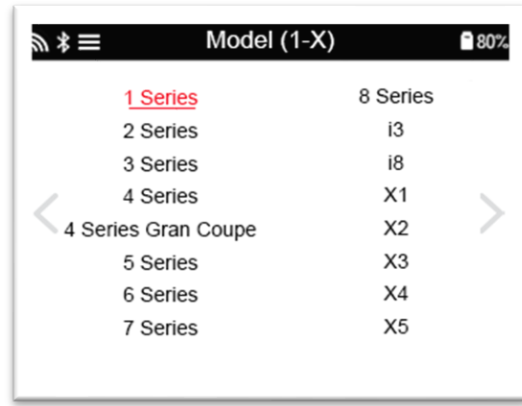 Model (1-X)
80%
1 Series
2 Series
3 Series
4 Series
4 Series Gran Coupe
5 Series
6 Series
7 Series
8 Series
i3
i8
X1
X2
X3
X4
X5